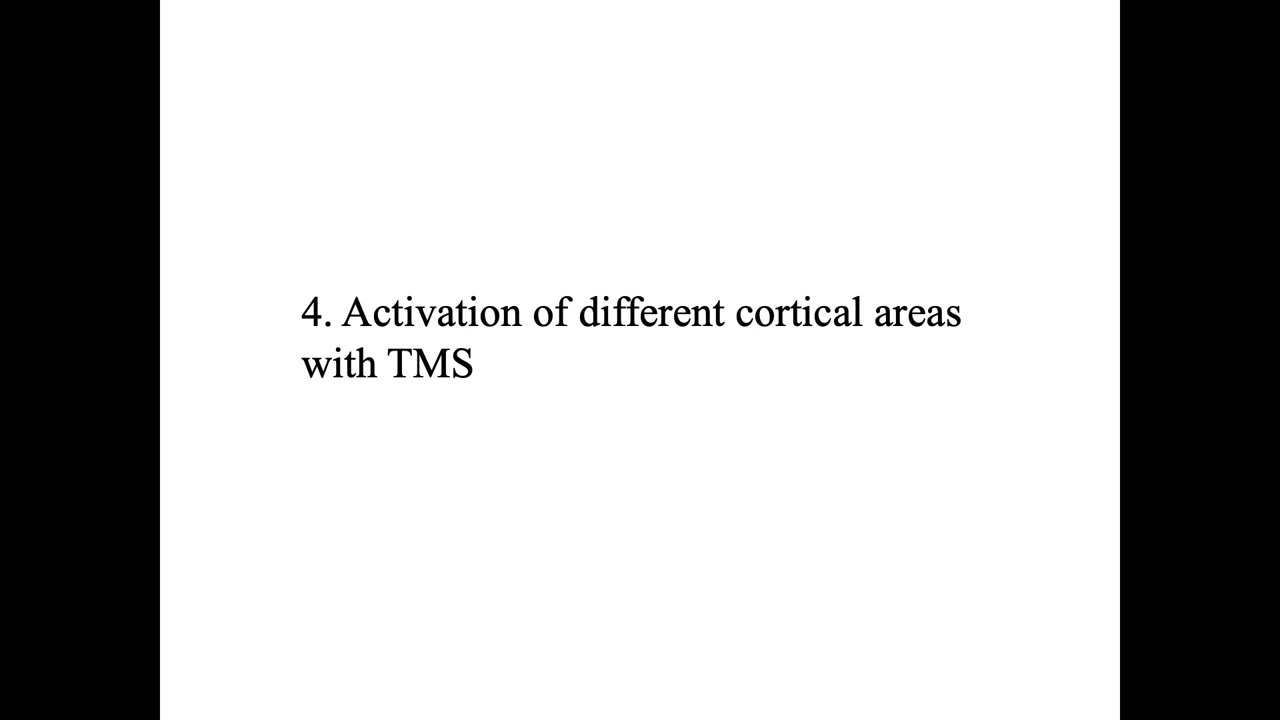 4. Activation of different cortical areas
with TMS